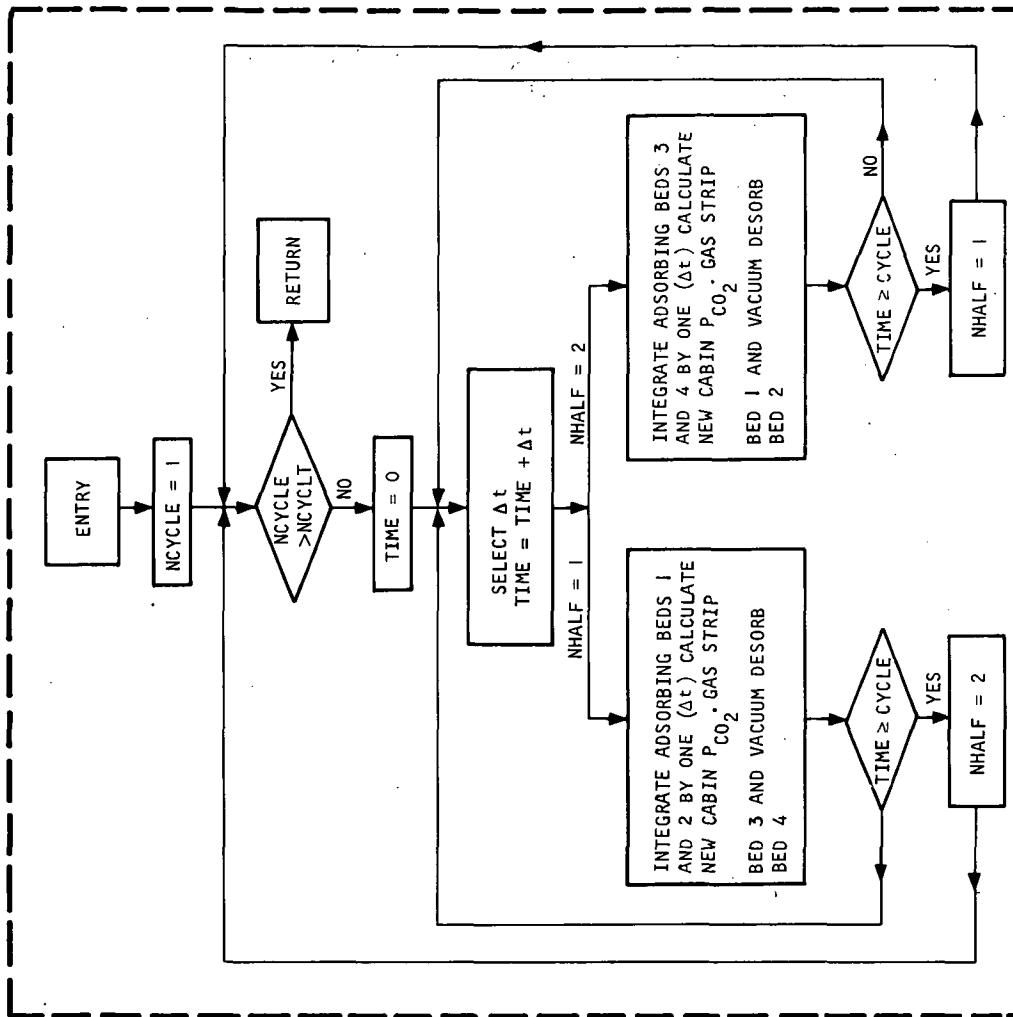 ENTRY
NCYCLE = 1
NCYCLE
>NCYCLT
YES
RETURN
NO
TIME = 0
SELECT Δt
TIME = TIME + Δt
NHALF = 1
NHALF = 2
INTEGRATE ADSORBING BEDS 1
AND 2 BY ONE (Δt) CALCULATE
NEW CABIN P_CO2. GAS STRIP
BED 3 AND VACUUM DESORB
BED 4
INTEGRATE ADSORBING BEDS 3
AND 4 BY ONE (Δt) CALCULATE
NEW CABIN P_CO2. GAS STRIP
BED 1 AND VACUUM DESORB
BED 2
TIME ≥ CYCLE
YES
NHALF = 2
TIME ≥ CYCLE
NO
YES
NHALF = 1